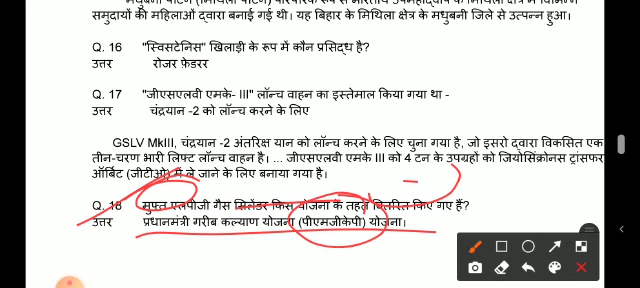 समुदायों की महिलाओं द्वारा बनाई गई थी। यह बिहार के मिथिला क्षेत्र के मधुबनी जिले से उत्पन्न हुआ।
Q. 16 "स्विसटेनिस" खिलाड़ी के रूप में कौन प्रसिद्ध है?
उत्तर रोजर फ़ेडरर
Q. 17 "जीएसएलवी एमके- III" लॉन्च वाहन का इस्तेमाल किया गया था -
उत्तर चंद्रयान -2 को लॉन्च करने के लिए
GSLV MkIII, चंद्रयान -2 अंतरिक्ष यान को लॉन्च करने के लिए चुना गया है, जो इसरो द्वारा विकसित एक
तीन-चरण भारी लिफ्ट लॉन्च वाहन है। ... जीएसएलवी एमके III को 4 टन के उपग्रहों को जियोसिंक्रोनस ट्रांसफर
ऑर्बिट (जीटीओ) में ले जाने के लिए बनाया गया है।
Q. 18 मुफ्त एलपीजी गैस सिलेंडर किस योजना के तहत वितरित किए गए हैं?
उत्तर प्रधानमंत्री गरीब कल्याण योजना (पीएमजीकेपी) योजना।